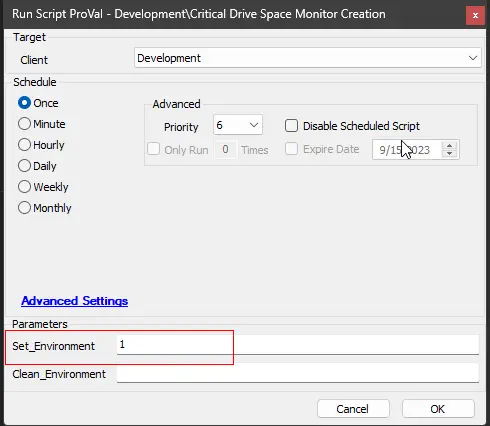 Run Script ProVal - Development\Critical Drive Space Monitor Creation
x
Target
Client Development
Schedule
Once
Minute
Hourly
Daily
Weekly
Monthly
Advanced
Priority 6 Disable Scheduled Script
Only Run 0 Times Expire Date 9/15/2023
Advanced Settings
Parameters
Set_Environment 1
Clean_Environment
Cancel OK